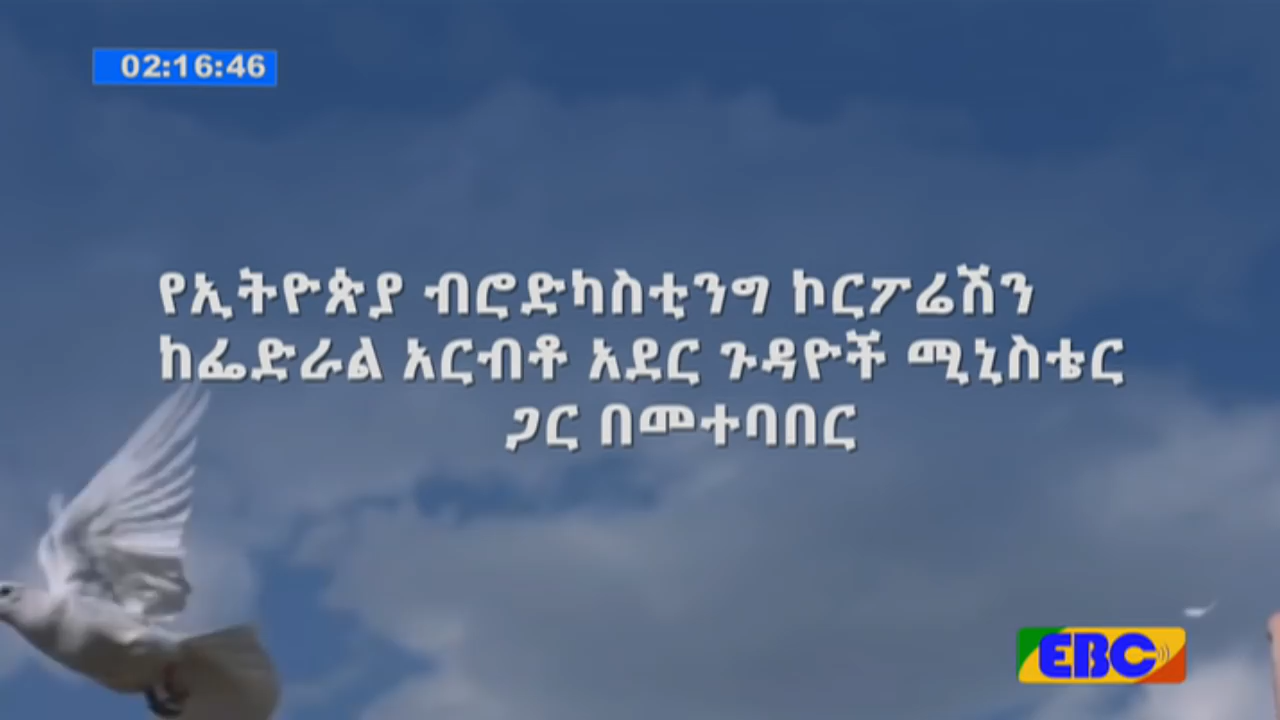 02:16:46
የኢትዮጵያ ብሮድካስቲንግ ኮርፖሬሽን
ከፌድራል አርብቶ አደር ጉዳዮች ሚኒስቴር
ጋር በመተባበር
EBC